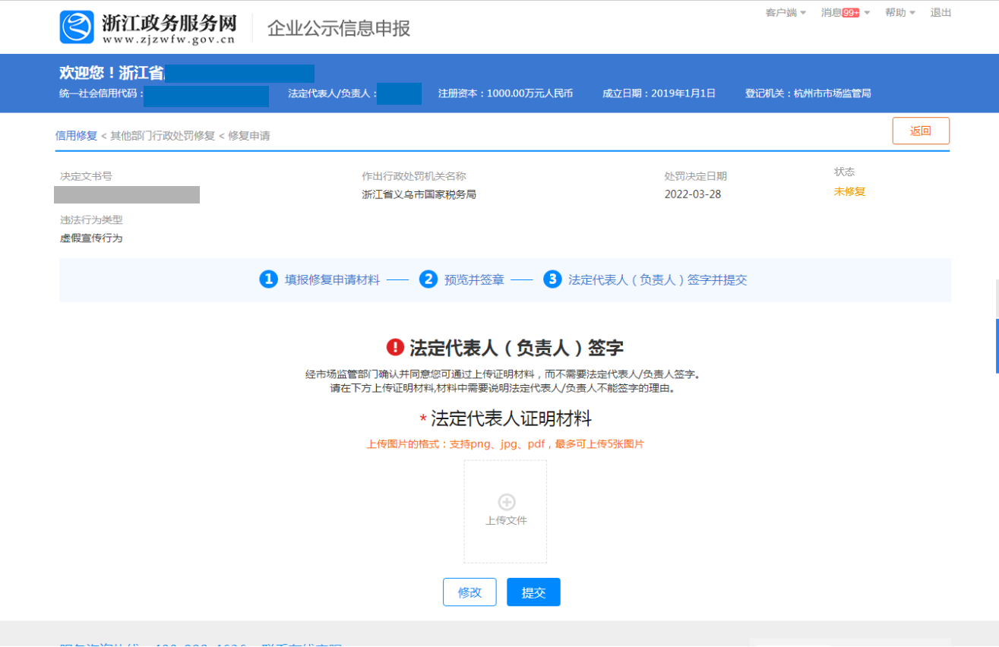 浙江政务服务网
www.zjzwfw.gov.cn
企业公示信息申报
客户端 消息 99+ 帮助 退出
欢迎您！浙江省
统一社会信用代码： 法定代表人/负责人： 注册资本：1000.00万元人民币 成立日期：2019年1月1日 登记机关：杭州市市场监管局
信用修复 < 其他部门行政处罚修复 < 修复申请
返回
决定文书号 作出行政处罚机关名称 处罚决定日期 状态
浙江省义乌市国家税务局 2022-03-28 未修复
违法行为类型
虚假宣传行为
1 填报修复申请材料 2 预览并签章 3 法定代表人（负责人）签字并提交
法定代表人（负责人）签字
经市场监管部门确认并同意您可通过上传证明材料，而不需要法定代表人/负责人签字。
请在下方上传证明材料,材料中需要说明法定代表人/负责人不能签字的理由。
*法定代表人证明材料
上传图片的格式：支持png、jpg、pdf，最多可上传5张图片
上传文件
修改 提交